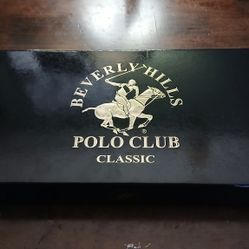 BEVERLY HILLS
®
POLO CLUB
CLASSIC